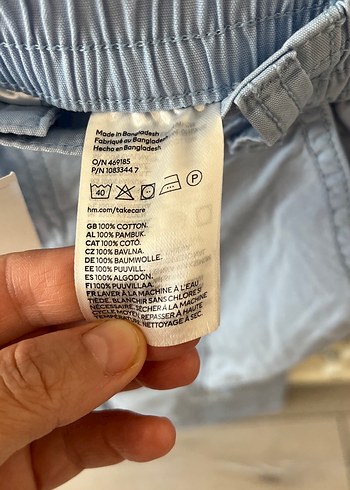 Made in Bangladesh
Fabriqué au Bangladesh
Hecho en Bangladesh
O/N 469185
P/N 1083344 7
40 P
hm.com/takecare
GB 100% COTTON.
AL 100% PAMBUK.
CAT 100% COTÓ.
CZ 100% BAVLNA.
DE 100% BAUMWOLLE.
EE 100% PUUVILL.
ES 100% ALGODÓN.
FI 100% PUUVILLAA.
FR LAVER À LA MACHINE À L'EAU
TIÈDE, BLANCHIR SANS CHLORE SI
NÉCESSAIRE, SÉCHER À LA MACHINE
CYCLE MOYEN, REPASSER À HAUTE
TEMPÉRATURE, NETTOYAGE À SEC.